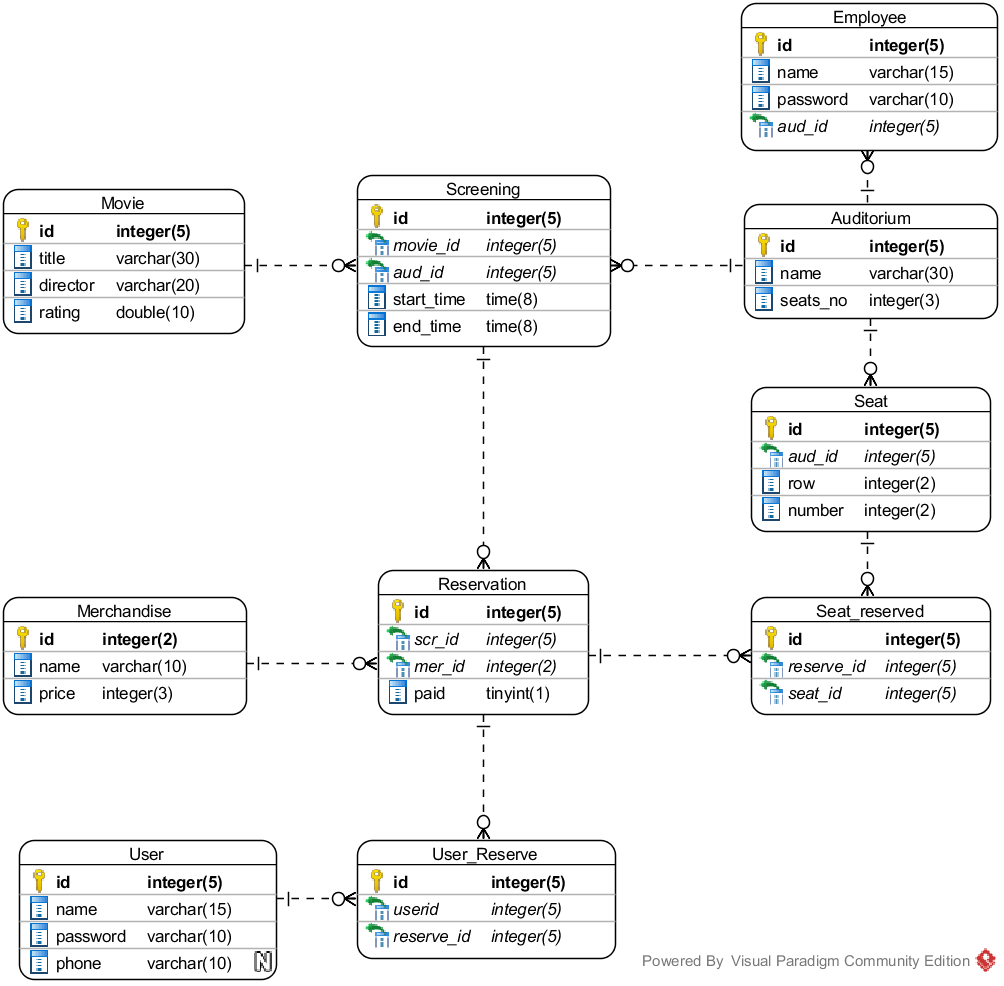 Employee
id integer(5)
name varchar(15)
password varchar(10)
aud_id integer(5)
Movie
id integer(5)
title varchar(30)
director varchar(20)
rating double(10)
Screening
id integer(5)
movie_id integer(5)
aud_id integer(5)
start_time time(8)
end_time time(8)
Auditorium
id integer(5)
name varchar(30)
seats_no integer(3)
Seat
id integer(5)
aud_id integer(5)
row integer(2)
number integer(2)
Merchandise
id integer(2)
name varchar(10)
price integer(3)
Reservation
id integer(5)
scr_id integer(5)
mer_id integer(2)
paid tinyint(1)
Seat_reserved
id integer(5)
reserve_id integer(5)
seat_id integer(5)
User
id integer(5)
name varchar(15)
password varchar(10)
phone varchar(10) N
User_Reserve
id integer(5)
userid integer(5)
reserve_id integer(5)
Powered By Visual Paradigm Community Edition